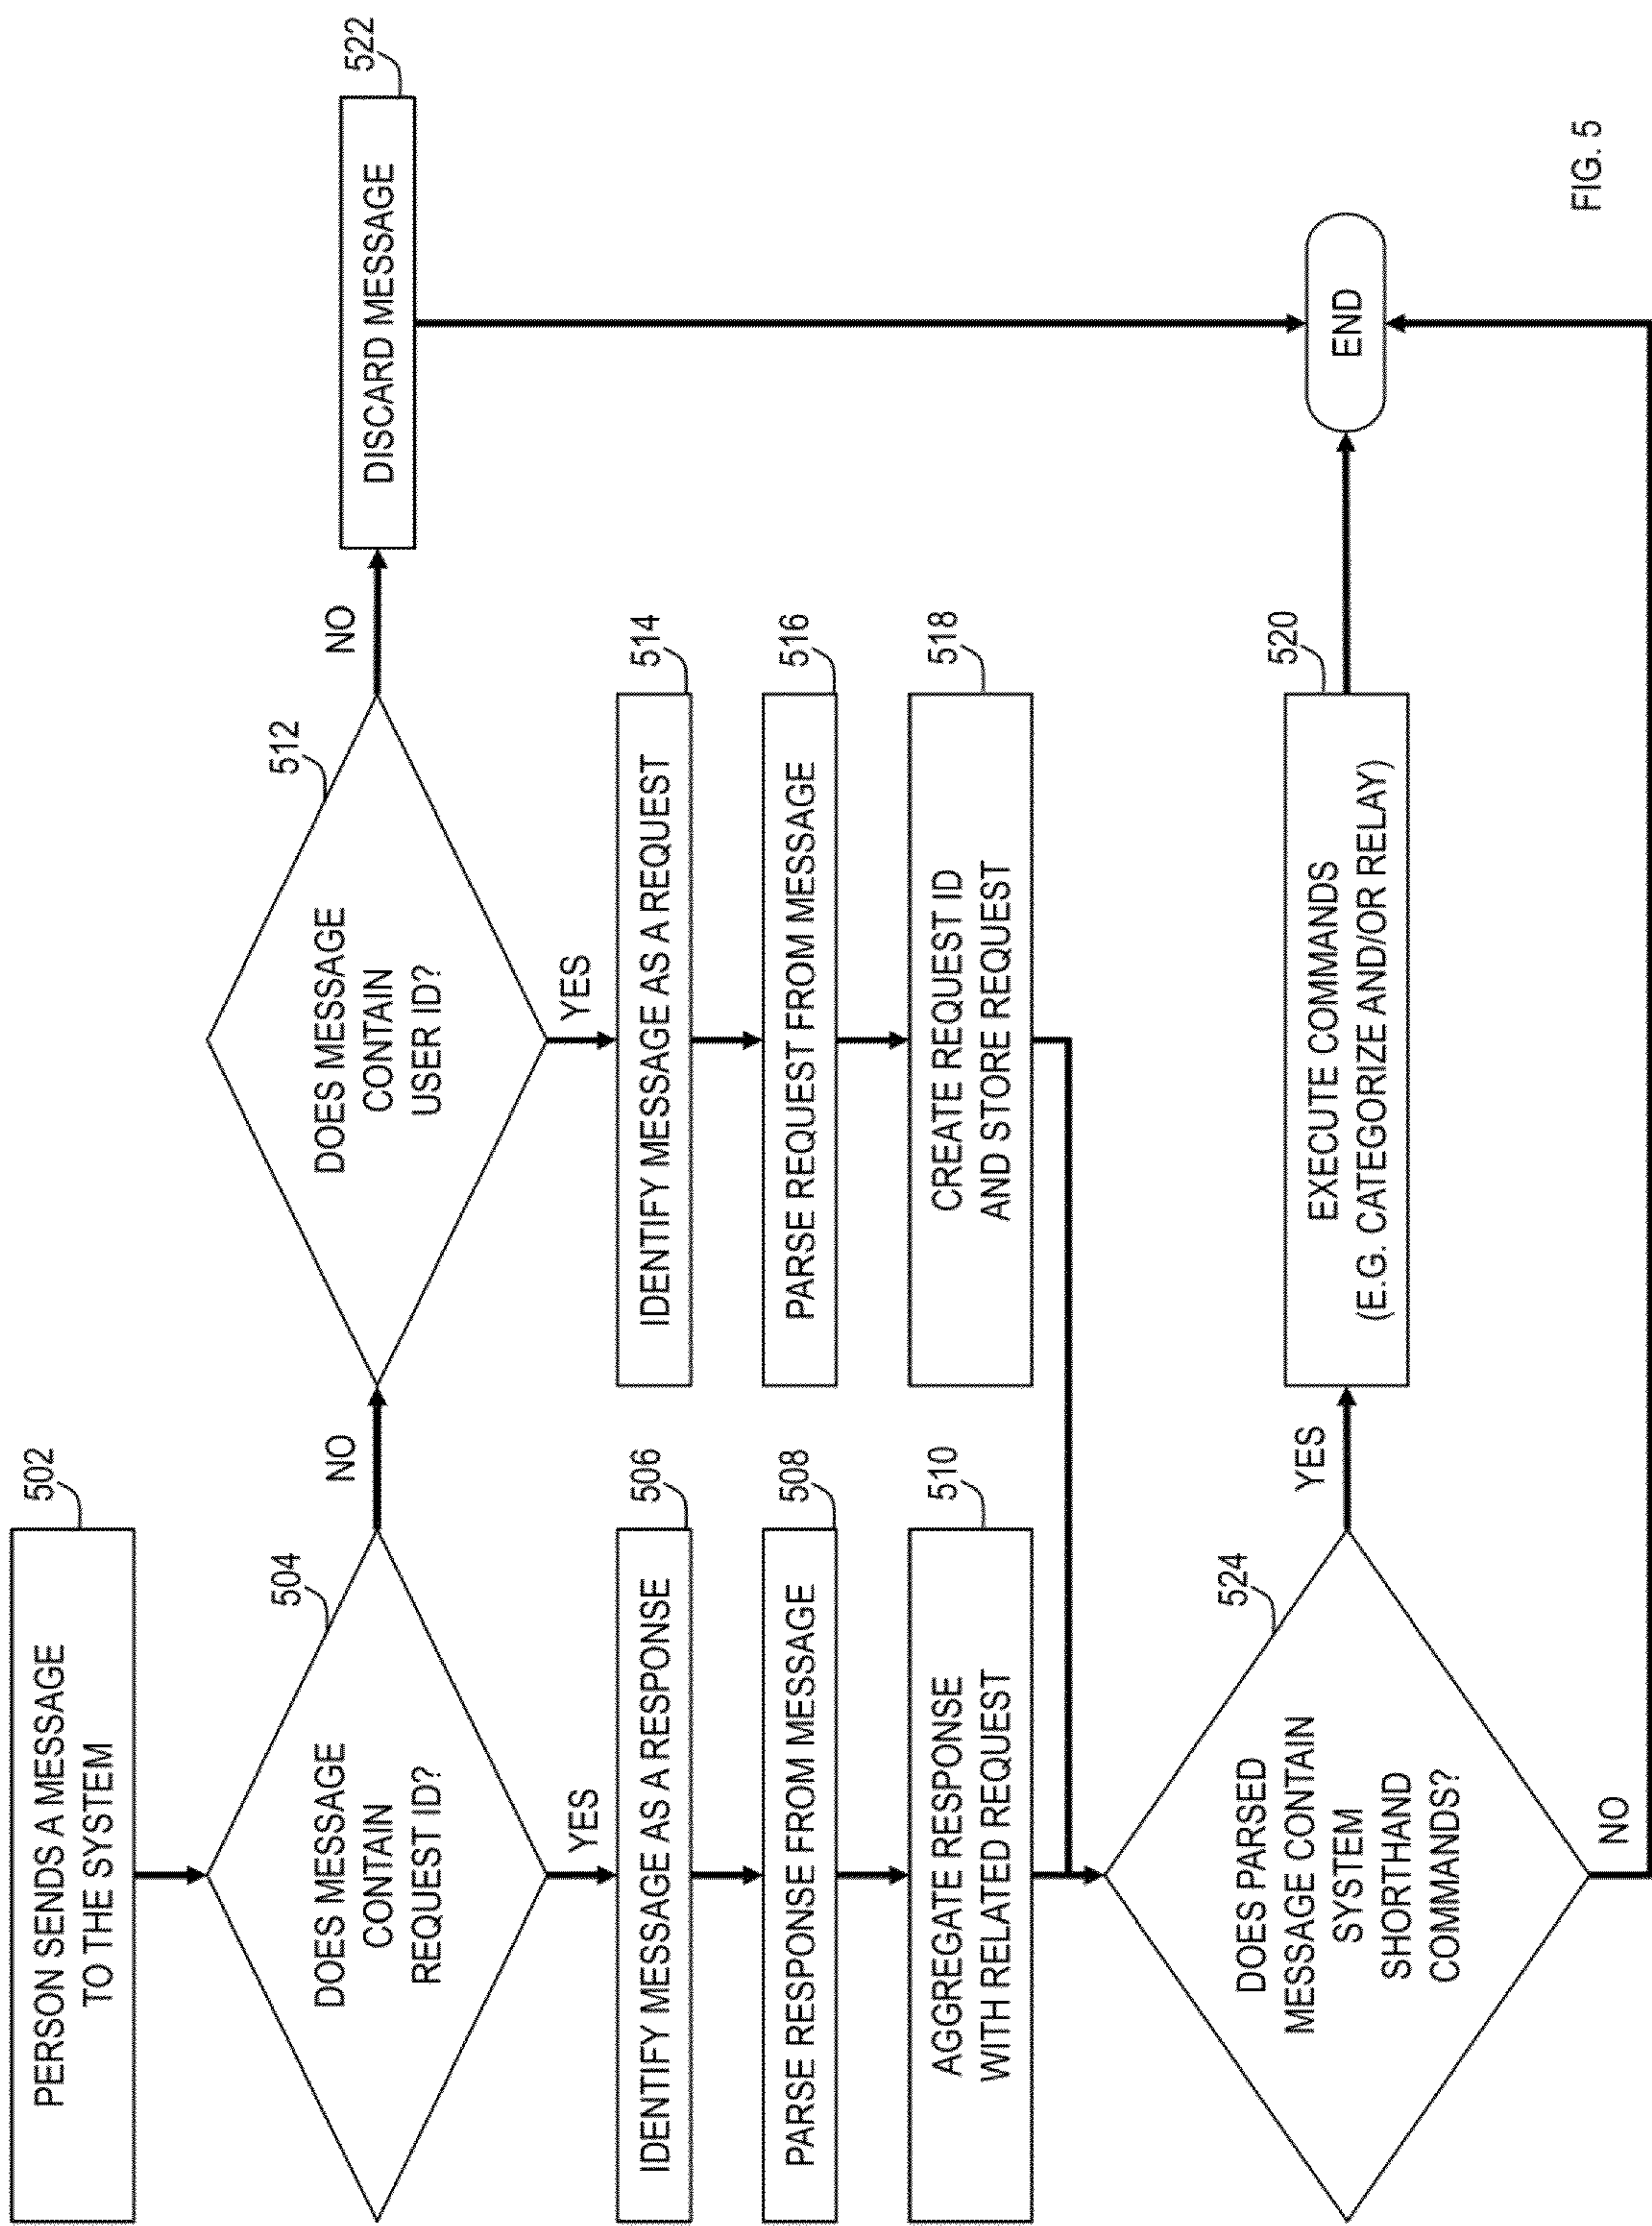 502
PERSON SENDS A MESSAGE
TO THE SYSTEM
504
DOES MESSAGE
CONTAIN
REQUEST ID?
NO
512
DOES MESSAGE
CONTAIN
USER ID?
NO
522
DISCARD MESSAGE
YES
506
IDENTIFY MESSAGE AS A RESPONSE
508
PARSE RESPONSE FROM MESSAGE
510
AGGREGATE RESPONSE
WITH RELATED REQUEST
YES
514
IDENTIFY MESSAGE AS A REQUEST
516
PARSE REQUEST FROM MESSAGE
518
CREATE REQUEST ID
AND STORE REQUEST
524
DOES PARSED
MESSAGE CONTAIN
SYSTEM
SHORTHAND
COMMANDS?
YES
520
EXECUTE COMMANDS
(E.G. CATEGORIZE AND/OR RELAY)
END
NO
FIG. 5